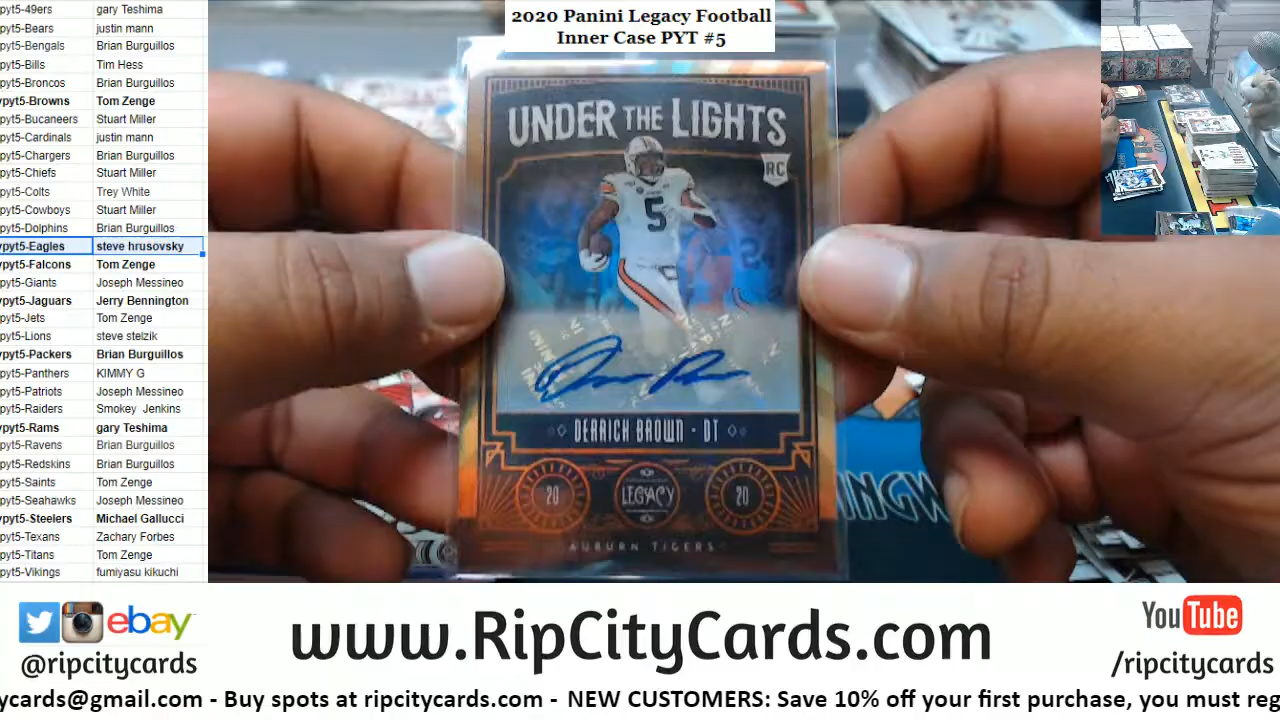 2020 Panini Legacy Football
Inner Case PYT #5
pyt5-49ers gary Teshima
pyt5-Bears justin mann
pyt5-Bengals Brian Burguillos
pyt5-Bills Tim Hess
pyt5-Broncos Brian Burguillos
ypyt5-Browns Tom Zenge
pyt5-Bucaneers Stuart Miller
pyt5-Cardinals justin mann
pyt5-Chargers Brian Burguillos
pyt5-Chiefs Stuart Miller
pyt5-Colts Trey White
pyt5-Cowboys Stuart Miller
pyt5-Dolphins Brian Burguillos
ypyt5-Eagles steve hrusovsky
ypyt5-Falcons Tom Zenge
pyt5-Giants Joseph Messineo
ypyt5-Jaguars Jerry Bennington
pyt5-Jets Tom Zenge
pyt5-Lions steve stelzik
ypyt5-Packers Brian Burguillos
pyt5-Panthers KIMMY G
pyt5-Patriots Joseph Messineo
pyt5-Raiders Smokey Jenkins
ypyt5-Rams gary Teshima
pyt5-Ravens Brian Burguillos
pyt5-Redskins Brian Burguillos
pyt5-Saints Tom Zenge
pyt5-Seahawks Joseph Messineo
ypyt5-Steelers Michael Gallucci
pyt5-Texans Zachary Forbes
pyt5-Titans Tom Zenge
pyt5-Vikings fumiyasu kikuchi
UNDER THE LIGHTS
RC
5
DERRICK BROWN · DT
20 LEGACY 20
AUBURN TIGERS
ebay
@ripcitycards
www.RipCityCards.com
YouTube
/ripcitycards
ycards@gmail.com - Buy spots at ripcitycards.com - NEW CUSTOMERS: Save 10% off your first purchase, you must reg